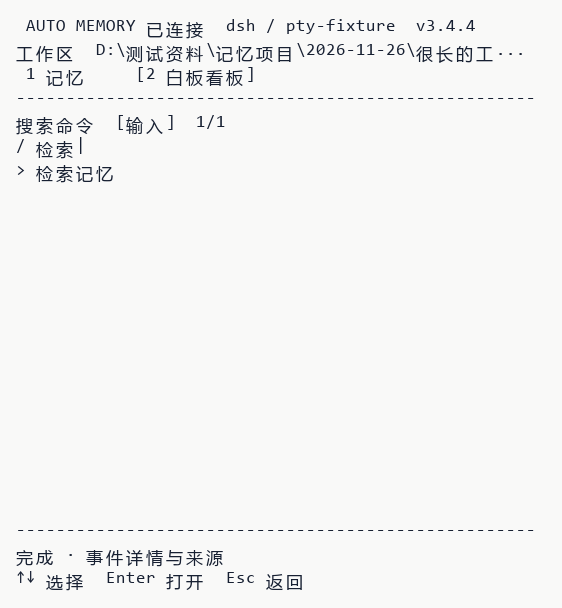 AUTO MEMORY 已连接  dsh / pty-fixture  v3.4.4
工作区  D:\测试资料\记忆项目\2026-11-26\很长的工...
1 记忆     [2 白板看板]
----------------------------------------------------
搜索命令  [输入]  1/1
/ 检索|
> 检索记忆
----------------------------------------------------
完成 · 事件详情与来源
↑↓ 选择  Enter 打开  Esc 返回